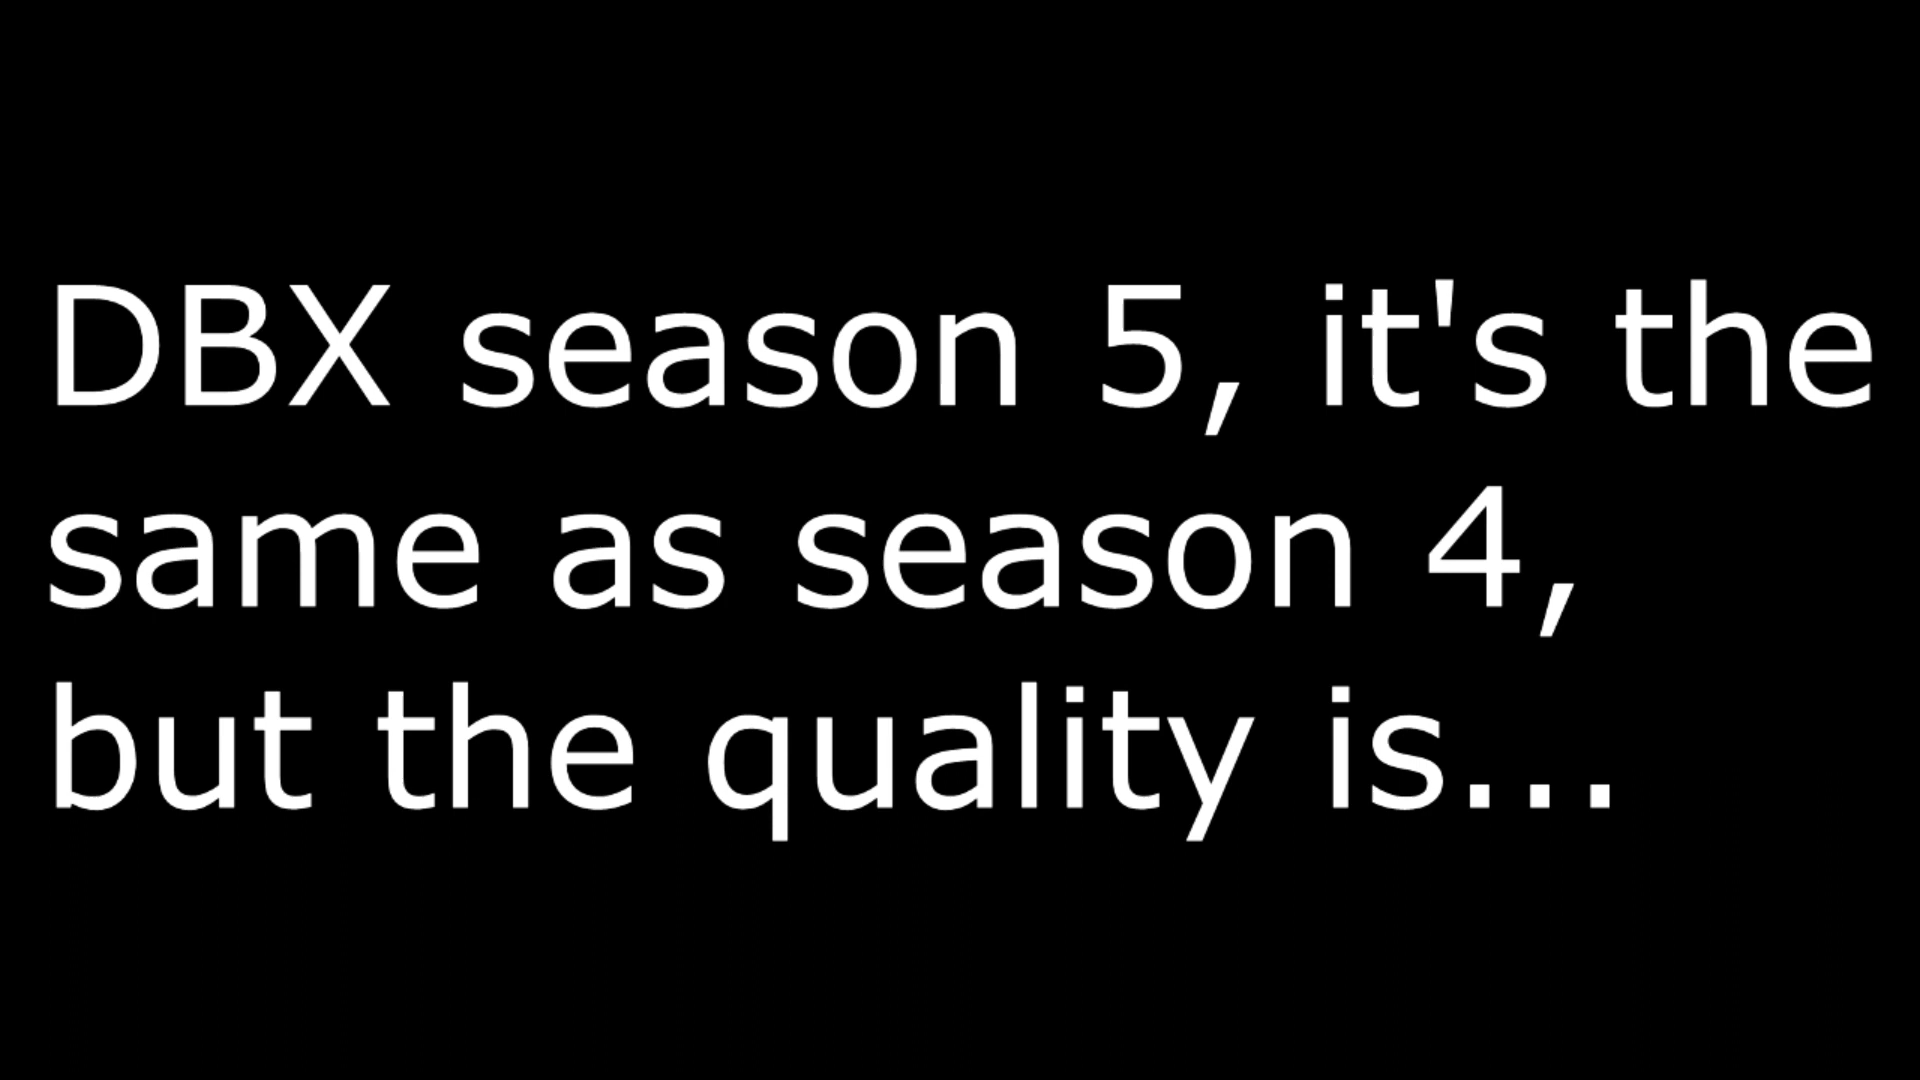 DBX season 5, it's the
same as season 4,
but the quality is...